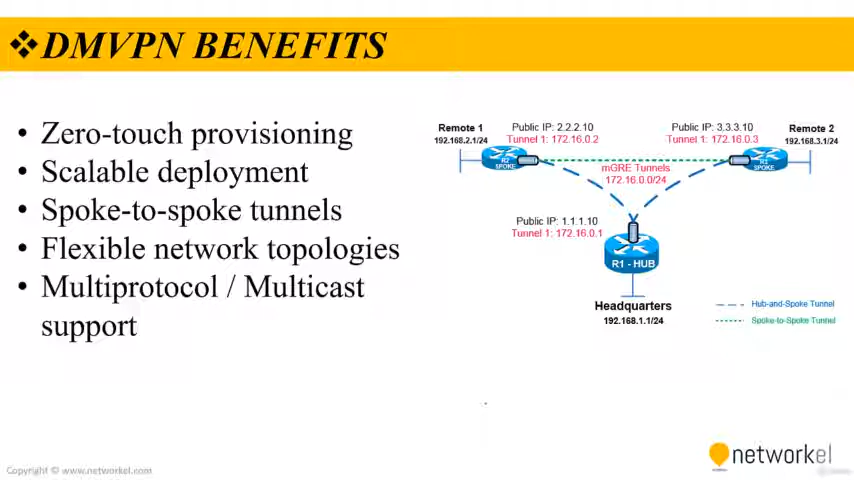 ❖DMVPN BENEFITS
• Zero-touch provisioning
• Scalable deployment
• Spoke-to-spoke tunnels
• Flexible network topologies
• Multiprotocol / Multicast
support
Remote 1
192.168.2.1/24
Public IP: 2.2.2.10
Tunnel 1: 172.16.0.2
Public IP: 3.3.3.10
Tunnel 1: 172.16.0.3
Remote 2
192.168.3.1/24
R2
SPOKE
mGRE Tunnels
172.16.0.0/24
SPOKE
Public IP: 1.1.1.10
Tunnel 1: 172.16.0.1
R1 - HUB
Headquarters
192.168.1.1/24
Hub-and-Spoke Tunnel
Spoke-to-Spoke Tunnel
networkel
Copyright © www.networkel.com